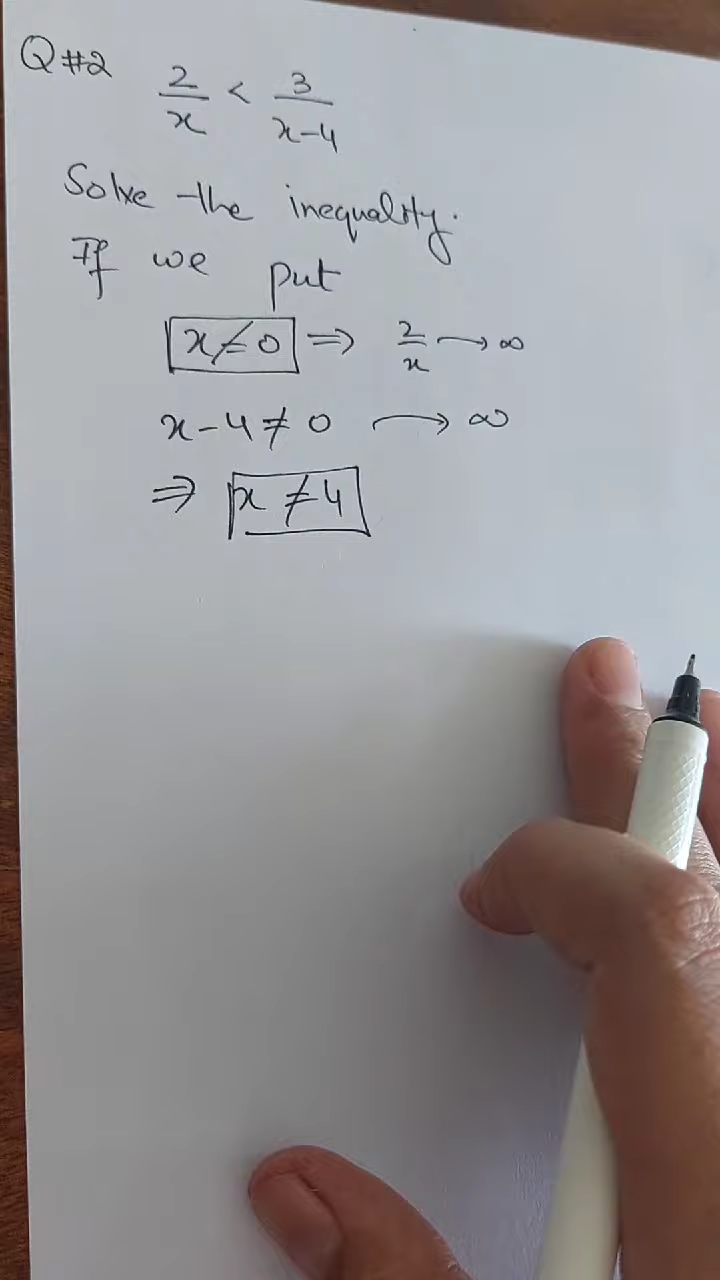 Q#2 2/x < 3/(x-4)
Solve the inequality.
If we put
x≠0 ⇒ 2/x → ∞
x-4≠0 → ∞
⇒ x≠4